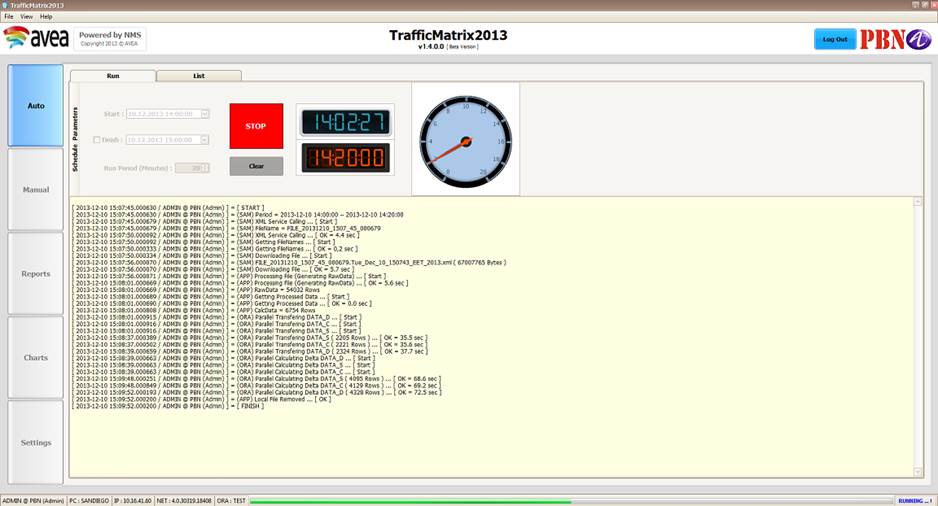 TrafficMatrix2013
File View Help
avea
Powered by NMS
Copyright 2013 © AVEA
TrafficMatrix2013
v1.4.0.0 [ Beta Version ]
Log Out
PBN
Auto
Manual
Reports
Charts
Settings
Run
List
Schedule Parameters
Start : 10.12.2013 14:00:00
Finish : 10.12.2013 15:00:00
Run Period (Minutes) : 20
STOP
Clear
14:02:27
14:20:00
[ 2013-12-10 15:07:45.000630 / ADMIN @ PBN (Admin) ] = [ START ]
[ 2013-12-10 15:07:45.000679 / ADMIN @ PBN (Admin) ] = (SAM) Period = 2013-12-10 14:00:00 -- 2013-12-10 14:20:00
[ 2013-12-10 15:07:45.000679 / ADMIN @ PBN (Admin) ] = (SAM) XML Service Calling ... [ Start ]
[ 2013-12-10 15:07:45.000679 / ADMIN @ PBN (Admin) ] = (SAM) FileName = FILE_20131210_1507_45_000679
[ 2013-12-10 15:07:50.000092 / ADMIN @ PBN (Admin) ] = (SAM) XML Service Calling ... [ OK = 4.4 sec ]
[ 2013-12-10 15:07:50.000092 / ADMIN @ PBN (Admin) ] = (SAM) Getting FileNames ... [ Start ]
[ 2013-12-10 15:07:50.000333 / ADMIN @ PBN (Admin) ] = (SAM) Getting FileNames ... [ OK = 0,2 sec ]
[ 2013-12-10 15:07:50.000334 / ADMIN @ PBN (Admin) ] = (SAM) Downloading File ... [ Start ]
[ 2013-12-10 15:07:56.000070 / ADMIN @ PBN (Admin) ] = (SAM) FILE_20131210_1507_45_000679.Tue_Dec_10_150743_EET_2013.xml ( 67007765 Bytes )
[ 2013-12-10 15:07:56.000070 / ADMIN @ PBN (Admin) ] = (SAM) Downloading File ... [ OK = 5.7 sec ]
[ 2013-12-10 15:07:56.000871 / ADMIN @ PBN (Admin) ] = (APP) Processing File (Generating RawData) ... [ Start ]
[ 2013-12-10 15:08:01.000669 / ADMIN @ PBN (Admin) ] = (APP) Processing File (Generating RawData) ... [ OK = 5.6 sec ]
[ 2013-12-10 15:08:01.000669 / ADMIN @ PBN (Admin) ] = (APP) RawData = 54032 Rows
[ 2013-12-10 15:08:01.000689 / ADMIN @ PBN (Admin) ] = (APP) Getting Processed Data ... [ Start ]
[ 2013-12-10 15:08:01.000690 / ADMIN @ PBN (Admin) ] = (APP) Getting Processed Data ... [ OK = 0.0 sec ]
[ 2013-12-10 15:08:01.000808 / ADMIN @ PBN (Admin) ] = (APP) CalcData = 6754 Rows
[ 2013-12-10 15:08:01.000915 / ADMIN @ PBN (Admin) ] = (ORA) Parallel Transfering DATA_D ... [ Start ]
[ 2013-12-10 15:08:01.000916 / ADMIN @ PBN (Admin) ] = (ORA) Parallel Transfering DATA_C ... [ Start ]
[ 2013-12-10 15:08:01.000916 / ADMIN @ PBN (Admin) ] = (ORA) Parallel Transfering DATA_S ... [ Start ]
[ 2013-12-10 15:08:37.000389 / ADMIN @ PBN (Admin) ] = (ORA) Parallel Transfering DATA_S ( 2205 Rows ) ... [ OK = 35.5 sec ]
[ 2013-12-10 15:08:37.000502 / ADMIN @ PBN (Admin) ] = (ORA) Parallel Transfering DATA_C ( 2221 Rows ) ... [ OK = 35.6 sec ]
[ 2013-12-10 15:08:39.000659 / ADMIN @ PBN (Admin) ] = (ORA) Parallel Transfering DATA_D ( 2324 Rows ) ... [ OK = 37.7 sec ]
[ 2013-12-10 15:08:39.000663 / ADMIN @ PBN (Admin) ] = (ORA) Parallel Calculating Delta DATA_D ... [ Start ]
[ 2013-12-10 15:08:39.000663 / ADMIN @ PBN (Admin) ] = (ORA) Parallel Calculating Delta DATA_S ... [ Start ]
[ 2013-12-10 15:08:39.000663 / ADMIN @ PBN (Admin) ] = (ORA) Parallel Calculating Delta DATA_C ... [ Start ]
[ 2013-12-10 15:09:48.000251 / ADMIN @ PBN (Admin) ] = (ORA) Parallel Calculating Delta DATA_S ( 4095 Rows ) ... [ OK = 68.6 sec ]
[ 2013-12-10 15:09:48.000849 / ADMIN @ PBN (Admin) ] = (ORA) Parallel Calculating Delta DATA_C ( 4129 Rows ) ... [ OK = 69.2 sec ]
[ 2013-12-10 15:09:52.000193 / ADMIN @ PBN (Admin) ] = (ORA) Parallel Calculating Delta DATA_D ( 4328 Rows ) ... [ OK = 72.5 sec ]
[ 2013-12-10 15:09:52.000200 / ADMIN @ PBN (Admin) ] = (APP) Local File Removed ... [ OK ]
[ 2013-12-10 15:09:52.000200 / ADMIN @ PBN (Admin) ] = [ FINISH ]
ADMIN @ PBN (Admin) PC : SANDIEGO IP : 10.36.41.60 NET : 4.0.30319.18408 ORA : TEST RUNNING ... !